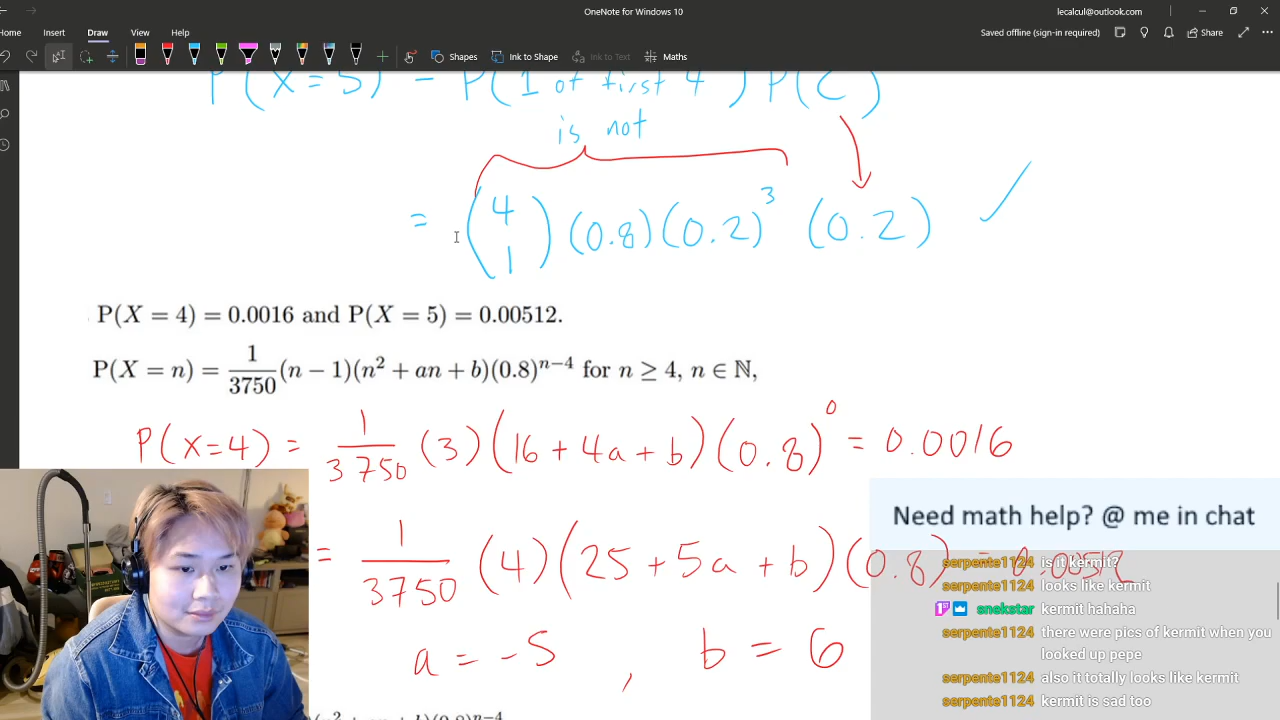 OneNote for Windows 10
lecalcul@outlook.com
Home Insert Draw View Help
Saved offline (sign-in required) Share
Shapes Ink to Shape Ink to Text Maths
P(X=5) = P(1 of first 4) P(C)
is not
= (4 1) (0.8)(0.2)³ (0.2) ✓
P(X = 4) = 0.0016 and P(X = 5) = 0.00512.
P(X = n) = 1/3750 (n − 1)(n² + an + b)(0.8)ⁿ⁻⁴ for n ≥ 4, n ∈ ℕ,
P(X=4) = 1/3750 (3)(16 + 4a + b)(0.8)⁰ = 0.0016
= 1/3750 (4)(25 + 5a + b)(0.8) =
a = -5 , b = 6
Need math help? @ me in chat
serpente1124 is it kermit?
serpente1124 looks like kermit
snekstar kermit hahaha
serpente1124 there were pics of kermit when you
looked up pepe
serpente1124 also it totally looks like kermit
serpente1124 kermit is sad too